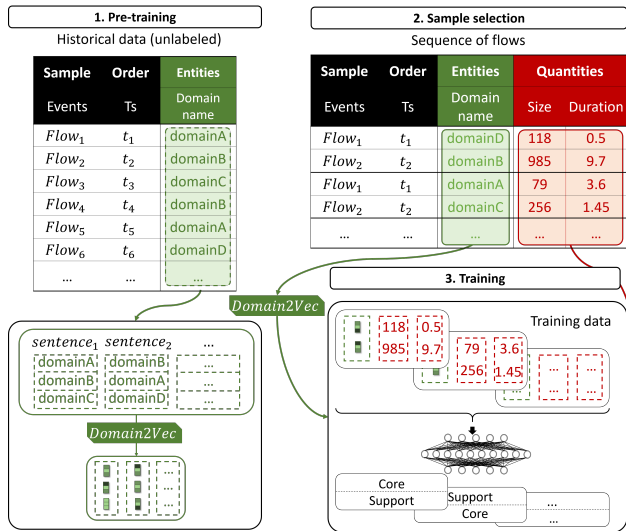 1. Pre-training
Historical data (unlabeled)
Sample Order Entities
Events Ts Domain name
Flow₁ t₁ domainA
Flow₂ t₂ domainB
Flow₃ t₃ domainC
Flow₄ t₄ domainB
Flow₅ t₅ domainA
Flow₆ t₆ domainD
... ... ...
sentence₁ sentence₂ ...
domainA domainB ...
domainB domainA ...
domainC domainD ...
Domain2Vec
...
...
...
2. Sample selection
Sequence of flows
Sample Order Entities Quantities
Events Ts Domain name Size Duration
Flow₁ t₁ domainD 118 0.5
Flow₂ t₂ domainB 985 9.7
Flow₁ t₁ domainA 79 3.6
Flow₂ t₂ domainC 256 1.45
... ... ... ... ...
Domain2Vec
3. Training
Training data
118 0.5
985 9.7
79 3.6
256 1.45
... ... ...
... ... ...
Core
Support
Support
Core
...
...